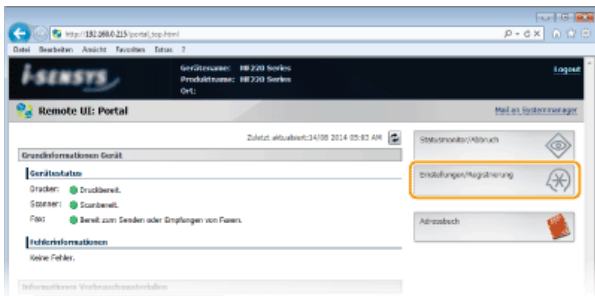 http://192.168.0.215/portal_top.html
Datei Bearbeiten Ansicht Favoriten Extras ?
i-SENSYS
Gerätename: MF220 Series
Produktname: MF220 Series
Ort:
Logout
Remote UI: Portal
Mail an Systemmanager
Zuletzt aktualisiert:14/08 2014 05:03 AM
Grundinformationen Gerät
Gerätestatus
Drucker: Druckbereit.
Scanner: Scanbereit.
Fax: Bereit zum Senden oder Empfangen von Faxen.
Fehlerinformationen
Keine Fehler.
Informationen Verbrauchsmaterialien
Statusmonitor/Abbruch
Einstellungen/Registrierung
Adressbuch